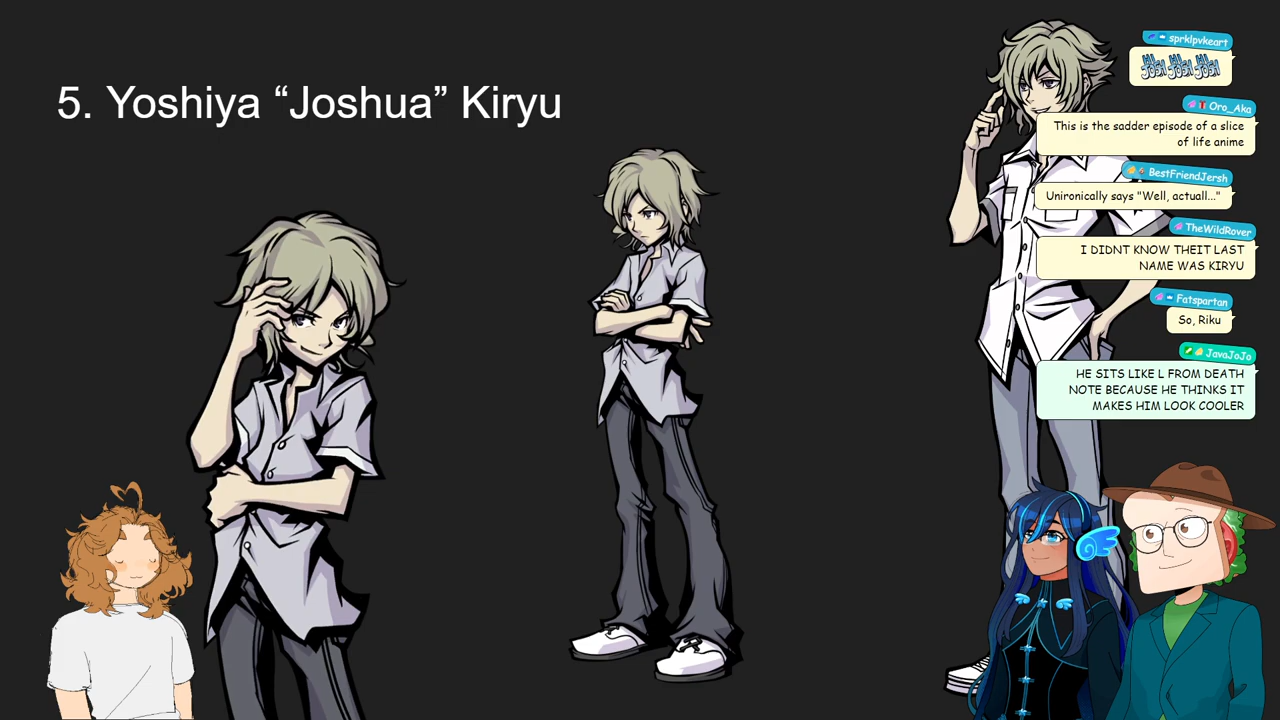 5. Yoshiya “Joshua” Kiryu
sprklpvkeart
Oro_Aka
This is the sadder episode of a slice
of life anime
BestFriendJersh
Unironically says "Well, actuall..."
TheWildRover
I DIDNT KNOW THEIT LAST
NAME WAS KIRYU
Fatspartan
So, Riku
JavaJoJo
HE SITS LIKE L FROM DEATH
NOTE BECAUSE HE THINKS IT
MAKES HIM LOOK COOLER